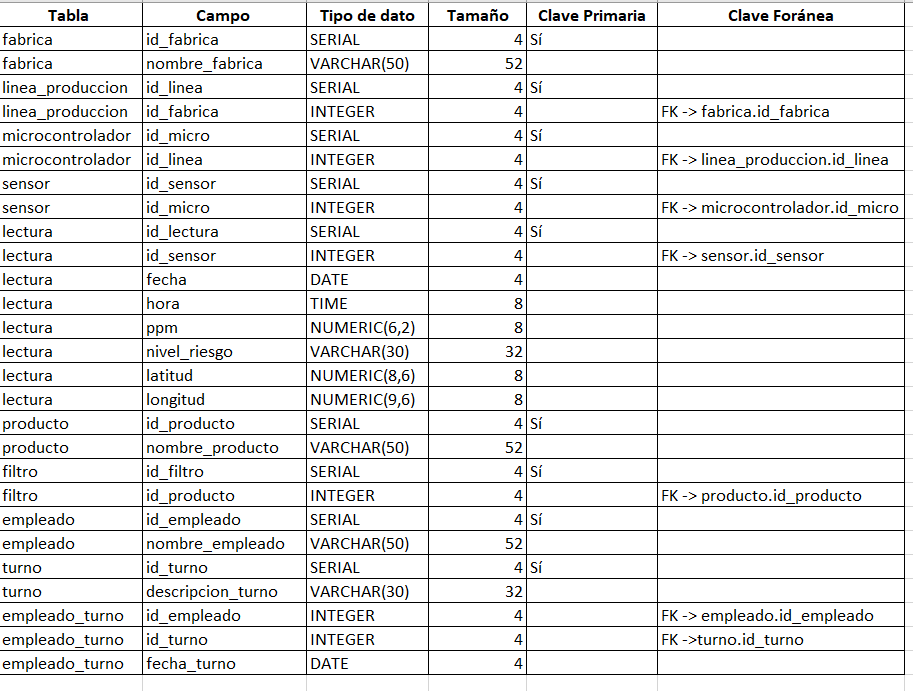 Tabla Campo Tipo de dato Tamaño Clave Primaria Clave Foránea
fabrica id_fabrica SERIAL 4 Sí
fabrica nombre_fabrica VARCHAR(50) 52
linea_produccion id_linea SERIAL 4 Sí
linea_produccion id_fabrica INTEGER 4 FK -> fabrica.id_fabrica
microcontrolador id_micro SERIAL 4 Sí
microcontrolador id_linea INTEGER 4 FK -> linea_produccion.id_linea
sensor id_sensor SERIAL 4 Sí
sensor id_micro INTEGER 4 FK -> microcontrolador.id_micro
lectura id_lectura SERIAL 4 Sí
lectura id_sensor INTEGER 4 FK -> sensor.id_sensor
lectura fecha DATE 4
lectura hora TIME 8
lectura ppm NUMERIC(6,2) 8
lectura nivel_riesgo VARCHAR(30) 32
lectura latitud NUMERIC(8,6) 8
lectura longitud NUMERIC(9,6) 8
producto id_producto SERIAL 4 Sí
producto nombre_producto VARCHAR(50) 52
filtro id_filtro SERIAL 4 Sí
filtro id_producto INTEGER 4 FK -> producto.id_producto
empleado id_empleado SERIAL 4 Sí
empleado nombre_empleado VARCHAR(50) 52
turno id_turno SERIAL 4 Sí
turno descripcion_turno VARCHAR(30) 32
empleado_turno id_empleado INTEGER 4 FK -> empleado.id_empleado
empleado_turno id_turno INTEGER 4 FK ->turno.id_turno
empleado_turno fecha_turno DATE 4